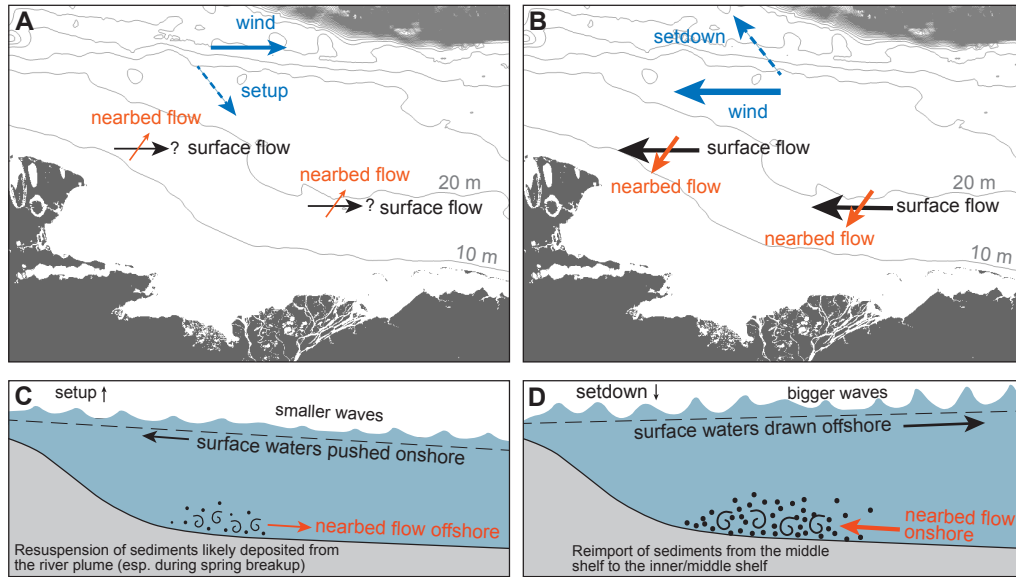 A
wind
setup
nearbed flow
? surface flow
nearbed flow
20 m
? surface flow
10 m
B
setdown
wind
surface flow
nearbed flow
20 m
surface flow
nearbed flow
10 m
C
setup
smaller waves
surface waters pushed onshore
nearbed flow offshore
Resuspension of sediments likely deposited from
the river plume (esp. during spring breakup)
D
setdown
bigger waves
surface waters drawn offshore
nearbed flow
onshore
Reimport of sediments from the middle
shelf to the inner/middle shelf